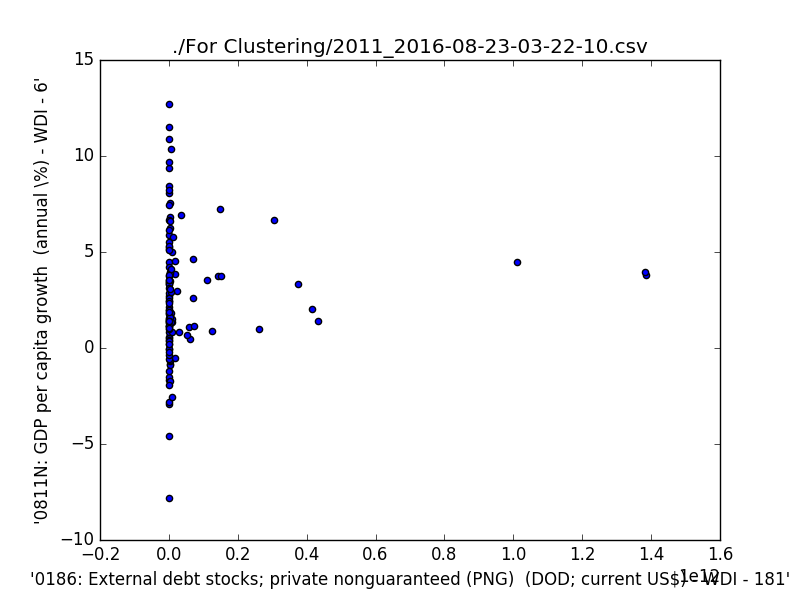 ./For Clustering/2011_2016-08-23-03-22-10.csv
15
10
5
0
−5
−10
'0811N: GDP per capita growth  (annual \%) - WDI - 6'
−0.2 0.0 0.2 0.4 0.6 0.8 1.0 1.2 1.4 1.6
1e12
'0186: External debt stocks; private nonguaranteed (PNG)  (DOD; current US$) - WDI - 181'